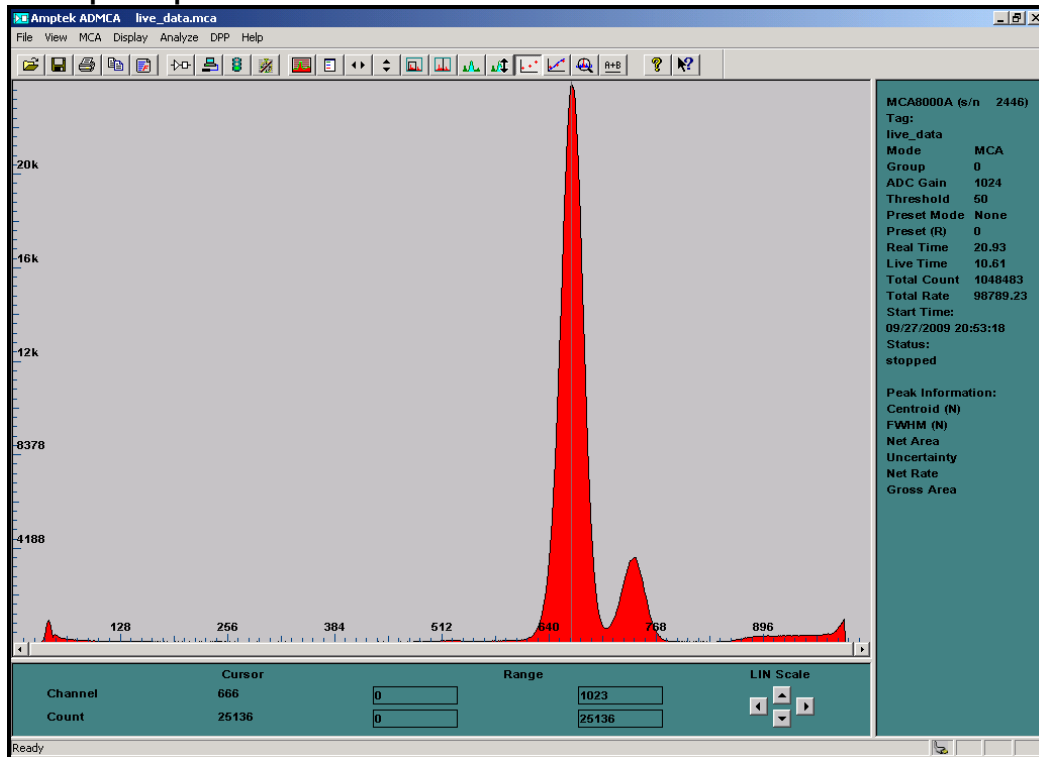 Amptek ADMCA live_data.mca
File View MCA Display Analyze DPP Help
A+B
20k
16k
12k
8378
4188
128 256 384 512 640 768 896
MCA8000A (s/n 2446)
Tag:
live_data
Mode MCA
Group 0
ADC Gain 1024
Threshold 50
Preset Mode None
Preset (R) 0
Real Time 20.93
Live Time 10.61
Total Count 1048483
Total Rate 98789.23
Start Time:
09/27/2009 20:53:18
Status:
stopped
Peak Information:
Centroid (N)
FWHM (N)
Net Area
Uncertainty
Net Rate
Gross Area
Cursor Range LIN Scale
Channel 666 0 1023
Count 25136 0 25136
Ready